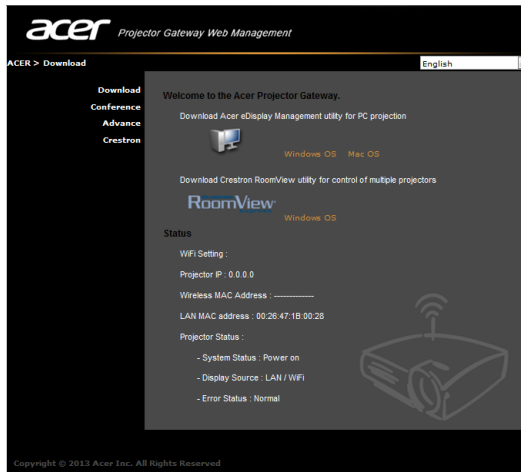 acer Projector Gateway Web Management
ACER > Download
English
Download
Conference
Advance
Crestron
Welcome to the Acer Projector Gateway.
Download Acer eDisplay Management utility for PC projection
Windows OS Mac OS
Download Crestron RoomView utility for control of multiple projectors
RoomView
Windows OS
Status
WiFi Setting :
Projector IP : 0.0.0.0
Wireless MAC Address : -------------
LAN MAC address : 00:26:47:1B:00:28
Projector Status :
- System Status : Power on
- Display Source : LAN / WiFi
- Error Status : Normal
Copyright © 2013 Acer Inc. All Rights Reserved